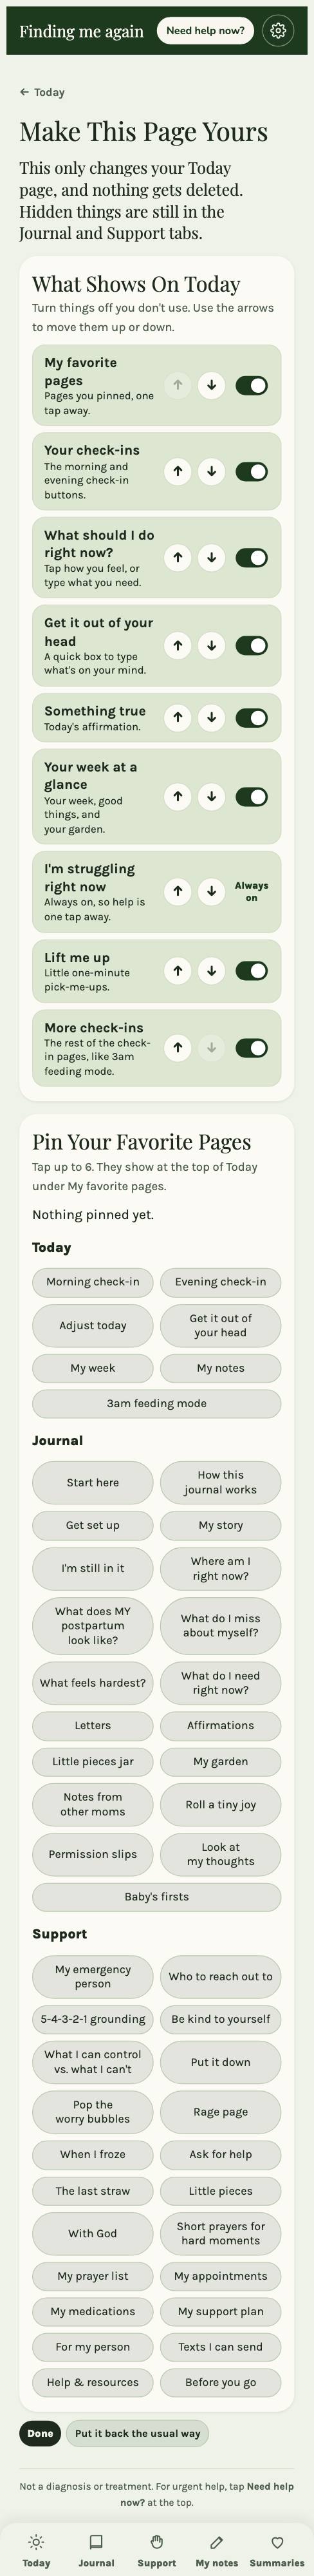 Finding me again
Need help now?
← Today
Make This Page Yours
This only changes your Today
page, and nothing gets deleted.
Hidden things are still in the
Journal and Support tabs.
What Shows On Today
Turn things off you don't use. Use the arrows
to move them up or down.
My favorite
pages
Pages you pinned, one
tap away.
Your check-ins
The morning and
evening check-in
buttons.
What should I do
right now?
Tap how you feel, or
type what you need.
Get it out of your
head
A quick box to type
what's on your mind.
Something true
Today's affirmation.
Your week at a
glance
Your week, good
things, and
your garden.
I'm struggling
right now
Always on, so help is
one tap away.
Always
on
Lift me up
Little one-minute
pick-me-ups.
More check-ins
The rest of the check-
in pages, like 3am
feeding mode.
Pin Your Favorite Pages
Tap up to 6. They show at the top of Today
under My favorite pages.
Nothing pinned yet.
Today
Morning check-in
Evening check-in
Adjust today
Get it out of
your head
My week
My notes
3am feeding mode
Journal
Start here
How this
journal works
Get set up
My story
I'm still in it
Where am I
right now?
What does MY
postpartum
look like?
What do I miss
about myself?
What feels hardest?
What do I need
right now?
Letters
Affirmations
Little pieces jar
My garden
Notes from
other moms
Roll a tiny joy
Permission slips
Look at
my thoughts
Baby's firsts
Support
My emergency
person
Who to reach out to
5-4-3-2-1 grounding
Be kind to yourself
What I can control
vs. what I can't
Put it down
Pop the
worry bubbles
Rage page
When I froze
Ask for help
The last straw
Little pieces
With God
Short prayers for
hard moments
My prayer list
My appointments
My medications
My support plan
For my person
Texts I can send
Help & resources
Before you go
Done
Put it back the usual way
Not a diagnosis or treatment. For urgent help, tap Need help
now? at the top.
Today
Journal
Support
My notes
Summaries